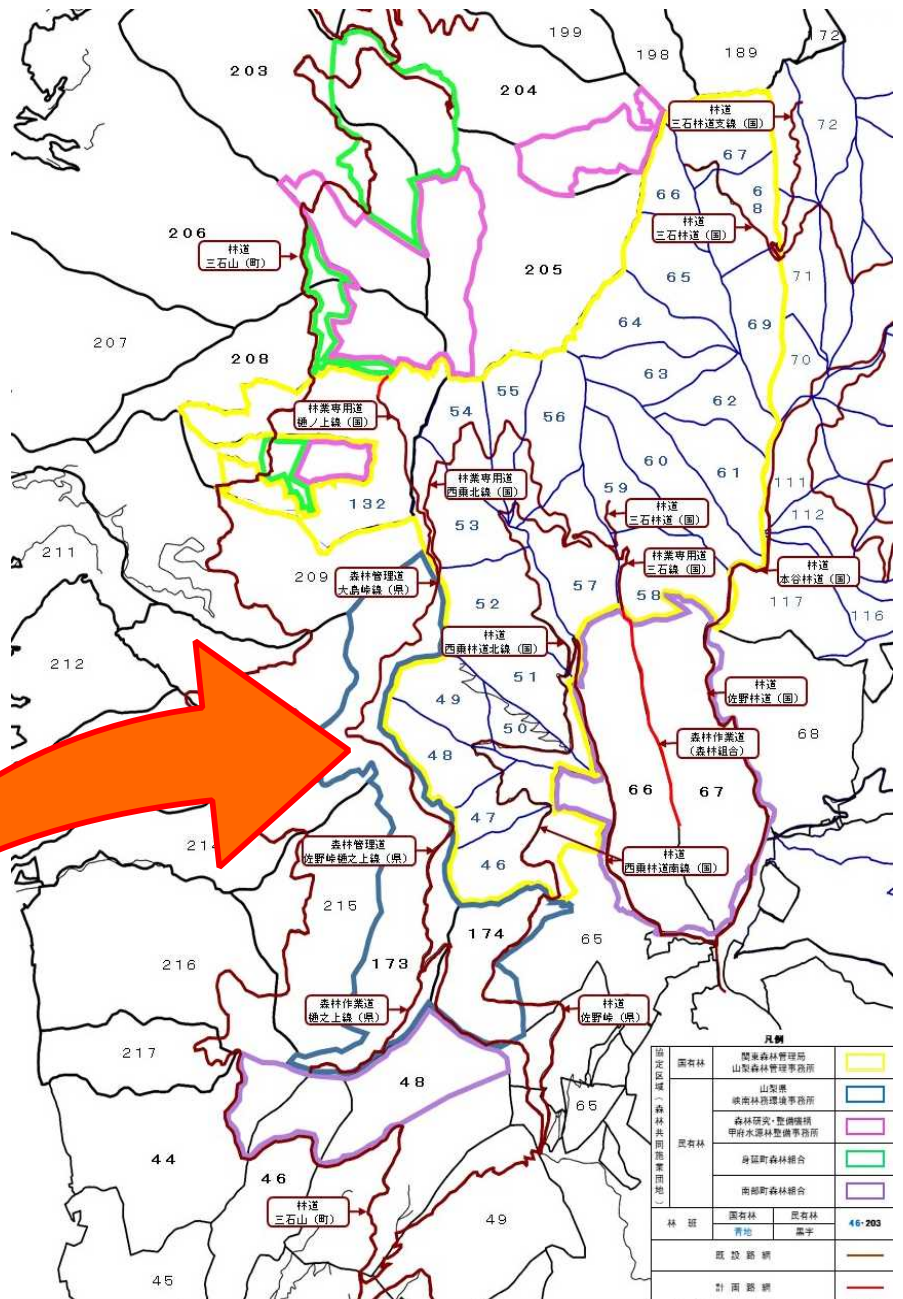 199
198
189
72
203
204
林道
三石林道支線（国）
72
67
66
6
8
206
林道
三石山（町）
林道
三石林道（国）
205
65
71
64
69
207
208
63
70
林業専用道
樋ノ上線（国）
55
54
56
62
60
61
林業専用道
西乗北線（国）
111
59
132
林道
三石林道（国）
112
53
211
209
森林管理道
大島峠線（県）
林業専用道
三石線（国）
林道
本谷林道（国）
57
58
52
117
116
林道
西乗林道北線（国）
212
51
林道
佐野林道（国）
49
50
68
48
森林作業道
（森林組合）
66
67
47
214
森林管理道
佐野峠樋之上線（県）
46
林道
西乗林道南線（国）
215
174
65
216
173
森林作業道
樋之上線（県）
林道
佐野峠（県）
217
48
65
44
46
林道
三石山（町）
49
45
凡例
協定区域（森林共同施業団地）
国有林
関東森林管理局
山梨森林管理事務所
民有林
山梨県
峡南林務環境事務所
森林研究・整備機構
甲府水源林整備事務所
身延町森林組合
南部町森林組合
林班
国有林
民有林
青地
黒字
46・203
既設路網
計画路網